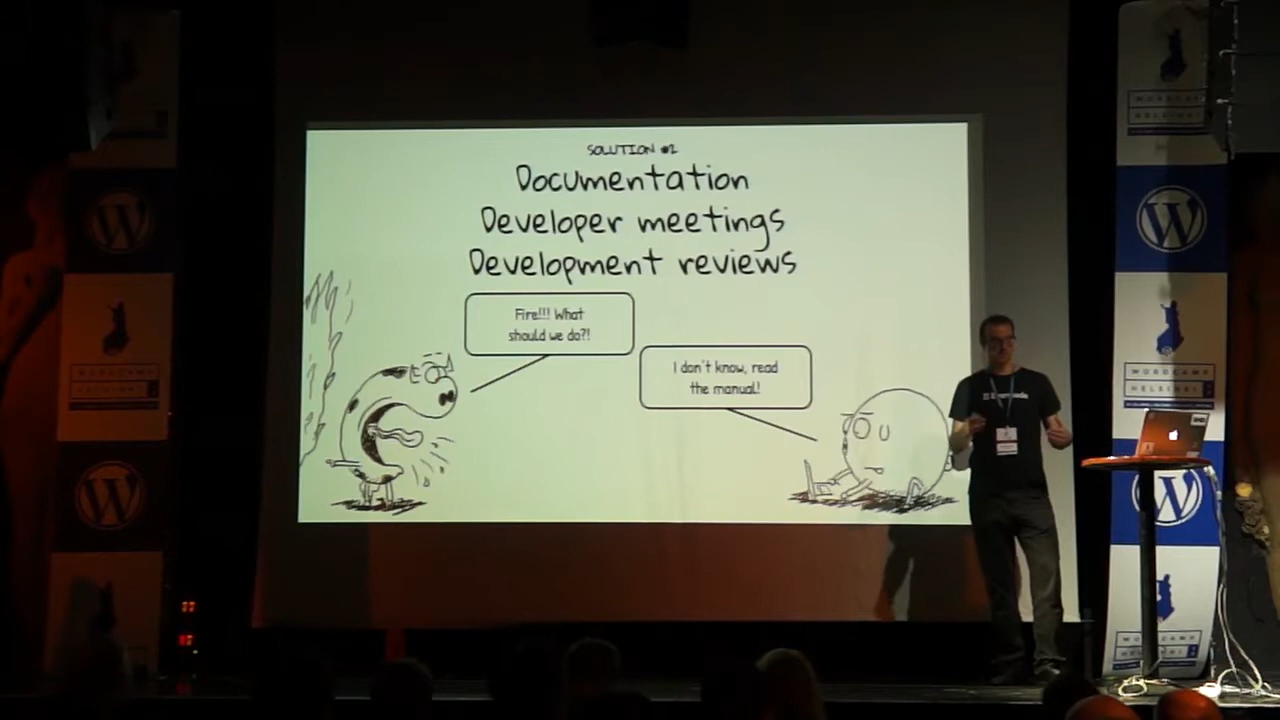 SOLUTION #2
Documentation
Developer meetings
Development reviews
Fire!!! What
should we do?!
I don't know, read
the manual!
WORDCAMP
HELSINKI
WORDCAMP
HELSINKI
WORDCAMP
HELSINKI